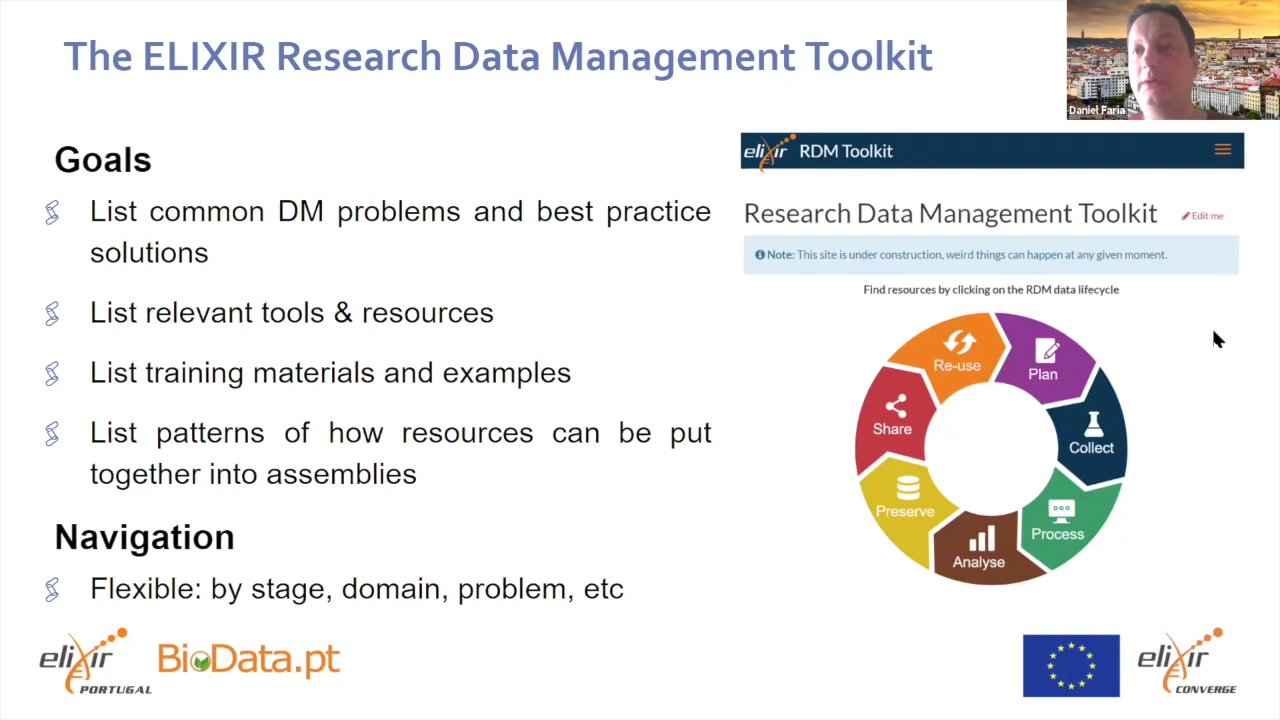 The ELIXIR Research Data Management Toolkit
Daniel Faria
Goals
List common DM problems and best practice
solutions
List relevant tools & resources
List training materials and examples
List patterns of how resources can be put
together into assemblies
Navigation
Flexible: by stage, domain, problem, etc
elixir RDM Toolkit
Research Data Management Toolkit
Edit me
Note: This site is under construction, weird things can happen at any given moment.
Find resources by clicking on the RDM data lifecycle
Re-use
Plan
Share
Collect
Preserve
Process
Analyse
elixir
PORTUGAL
BioData.pt
elixir
CONVERGE